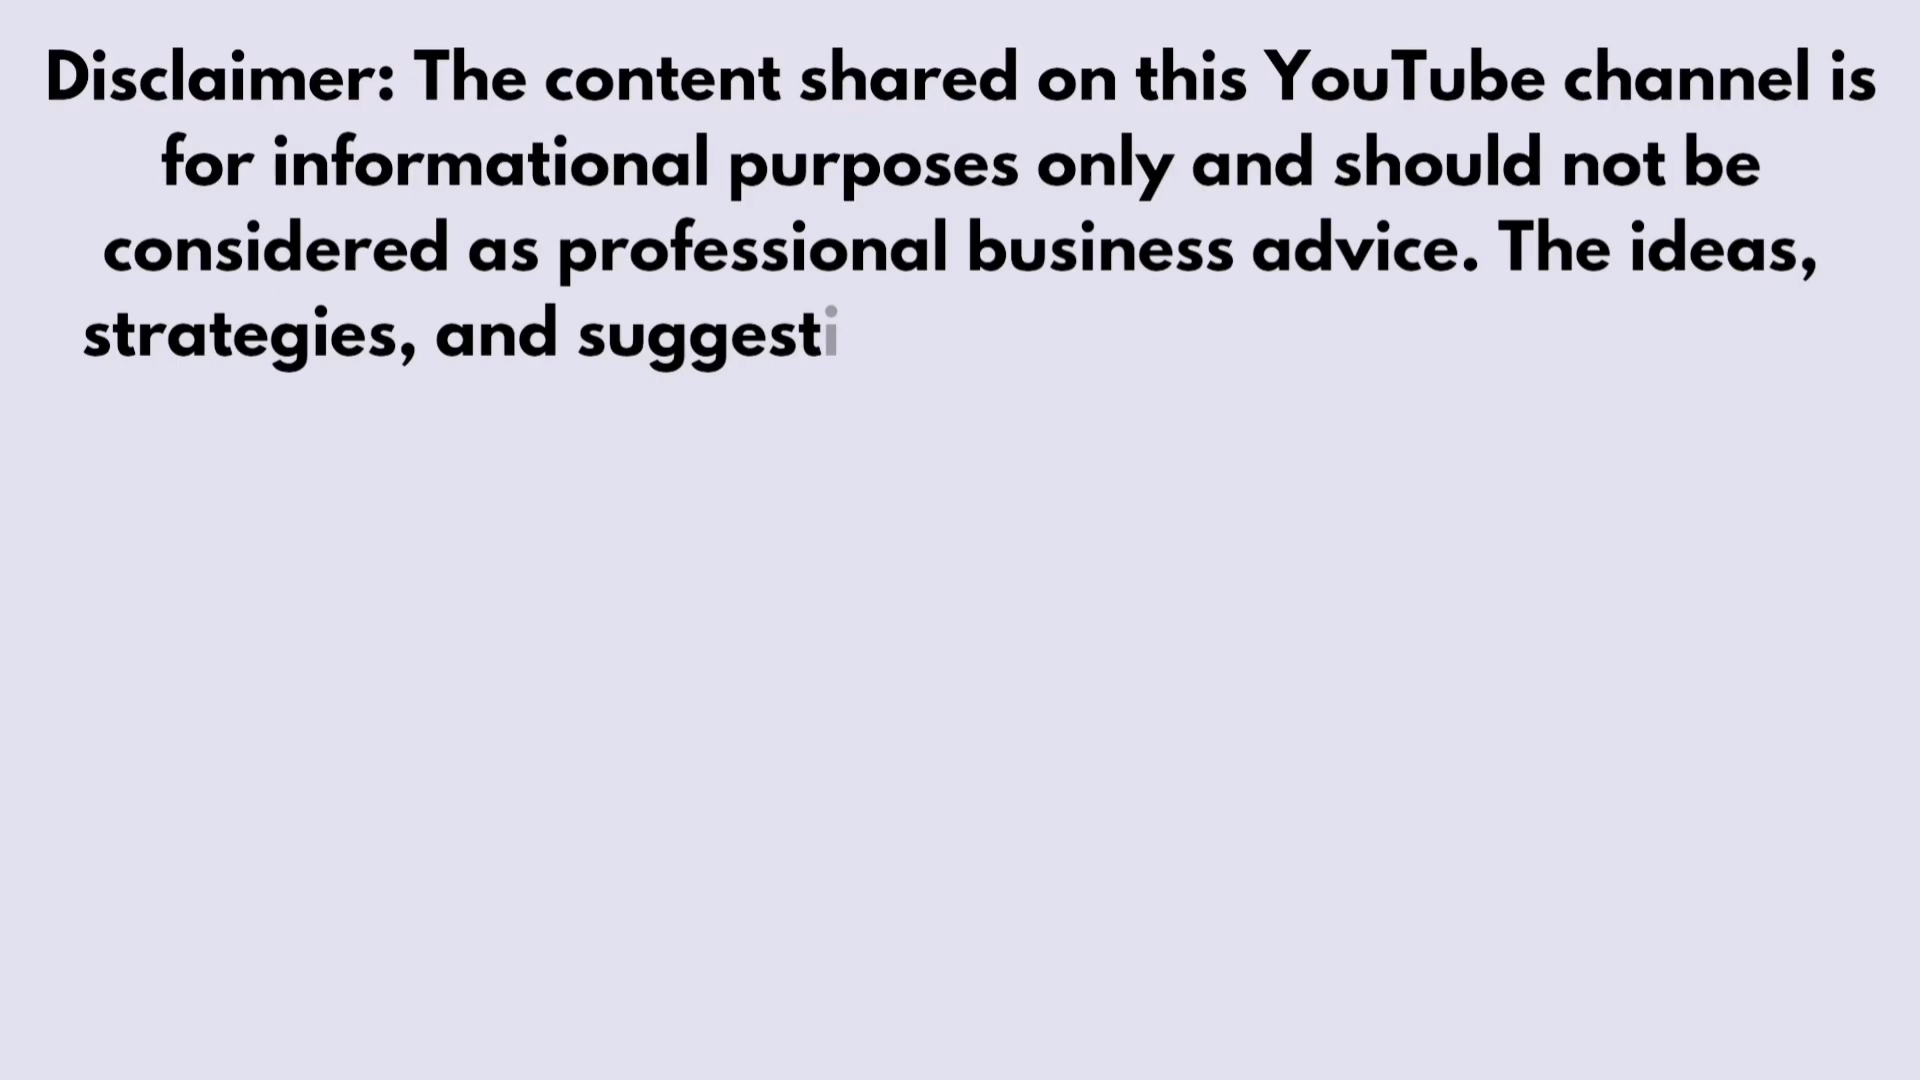 Disclaimer: The content shared on this YouTube channel is
for informational purposes only and should not be
considered as professional business advice. The ideas,
strategies, and suggesti